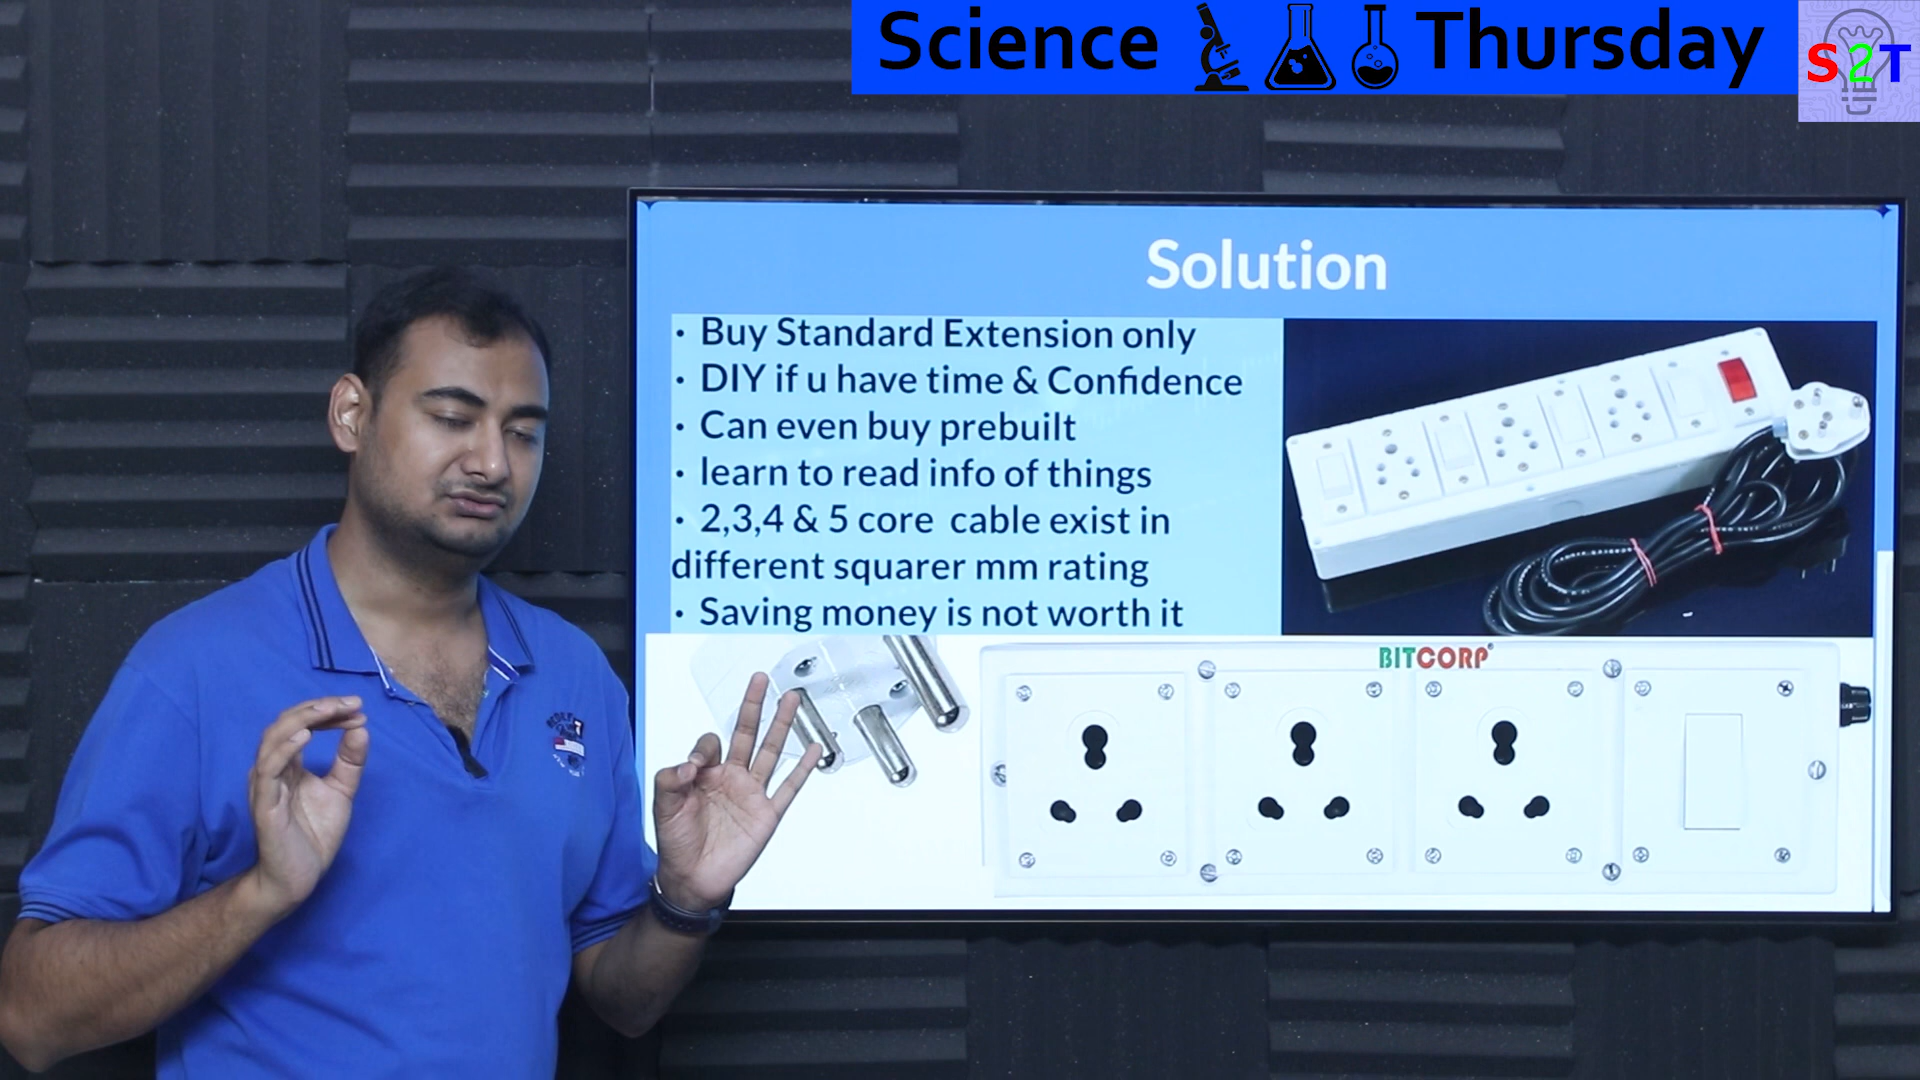 Science Thursday
S2T
Solution
• Buy Standard Extension only
• DIY if u have time & Confidence
• Can even buy prebuilt
• learn to read info of things
• 2,3,4 & 5 core cable exist in
different squarer mm rating
• Saving money is not worth it
BITCORP